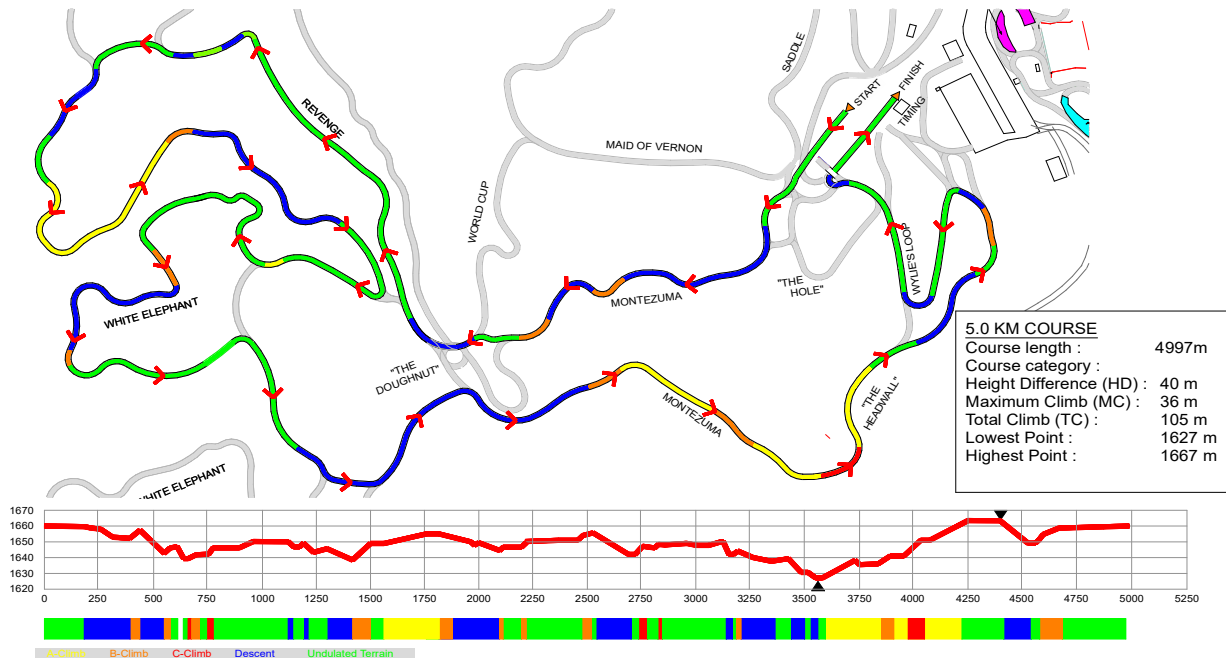 SADDLE
START
FINISH
TIMING
REVENGE
MAID OF VERNON
WORLD CUP
WYLIE'S LOOP
"THE
HOLE"
MONTEZUMA
WHITE ELEPHANT
"THE
DOUGHNUT"
MONTEZUMA
"THE
HEADWALL"
WHITE ELEPHANT
5.0 KM COURSE
Course length : 4997m
Course category :
Height Difference (HD) : 40 m
Maximum Climb (MC) : 36 m
Total Climb (TC) : 105 m
Lowest Point : 1627 m
Highest Point : 1667 m
1670
1660
1650
1640
1630
1620
0 250 500 750 1000 1250 1500 1750 2000 2250 2500 2750 3000 3250 3500 3750 4000 4250 4500 4750 5000 5250
A-Climb B-Climb C-Climb Descent Undulated Terrain